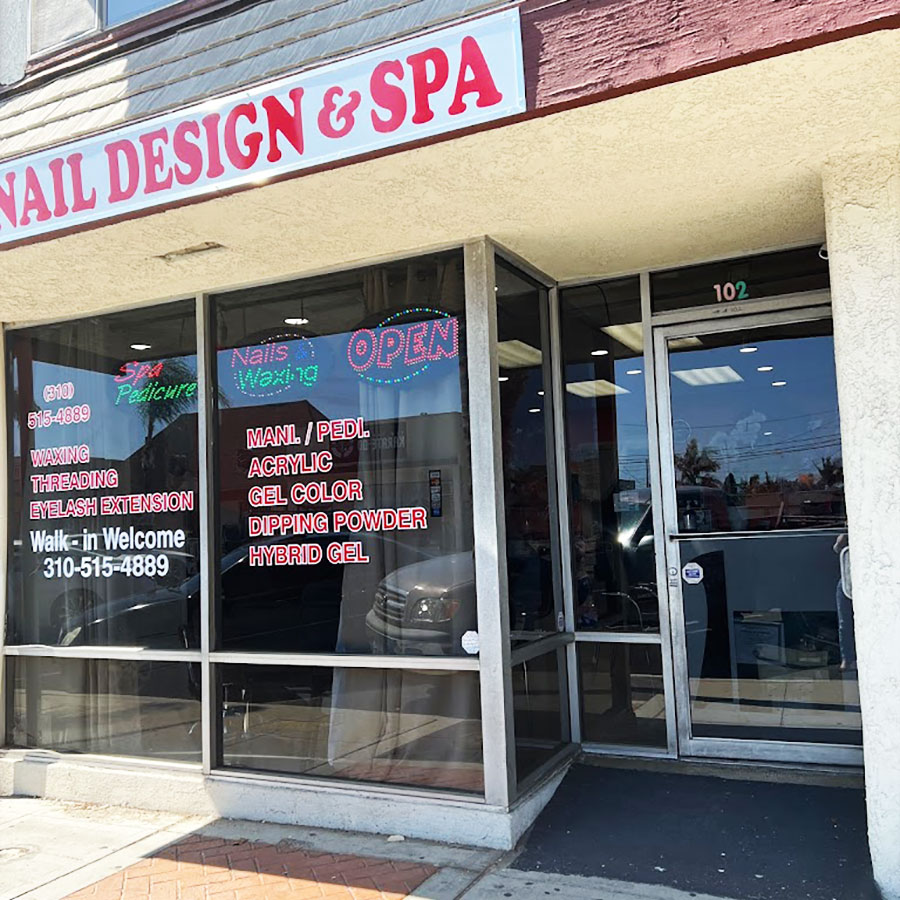 NAIL DESIGN & SPA
102
Spa
Pedicure
Nails &
Waxing
OPEN
(310)
515-4889
WAXING
THREADING
EYELASH EXTENSION
Walk - in Welcome
310-515-4889
MANI. / PEDI.
ACRYLIC
GEL COLOR
DIPPING POWDER
HYBRID GEL